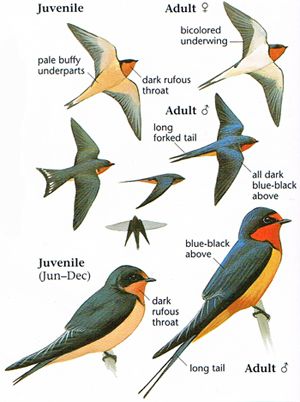 Juvenile
Adult ♀
bicolored
underwing
pale buffy
underparts
dark rufous
throat
Adult ♂
long
forked tail
all dark
blue-black
above
blue-black
above
Juvenile
(Jun–Dec)
dark
rufous
throat
long tail
Adult ♂